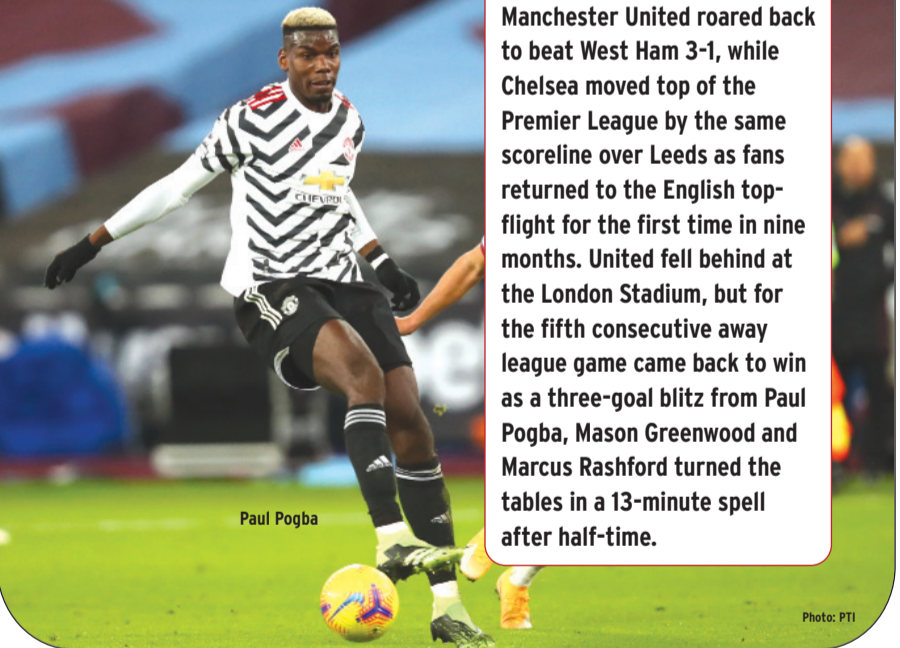 Manchester United roared back
to beat West Ham 3-1, while
Chelsea moved top of the
Premier League by the same
scoreline over Leeds as fans
returned to the English top-
flight for the first time in nine
months. United fell behind at
the London Stadium, but for
the fifth consecutive away
league game came back to win
as a three-goal blitz from Paul
Pogba, Mason Greenwood and
Marcus Rashford turned the
tables in a 13-minute spell
after half-time.
CHEVROL
Paul Pogba
Photo: PTI